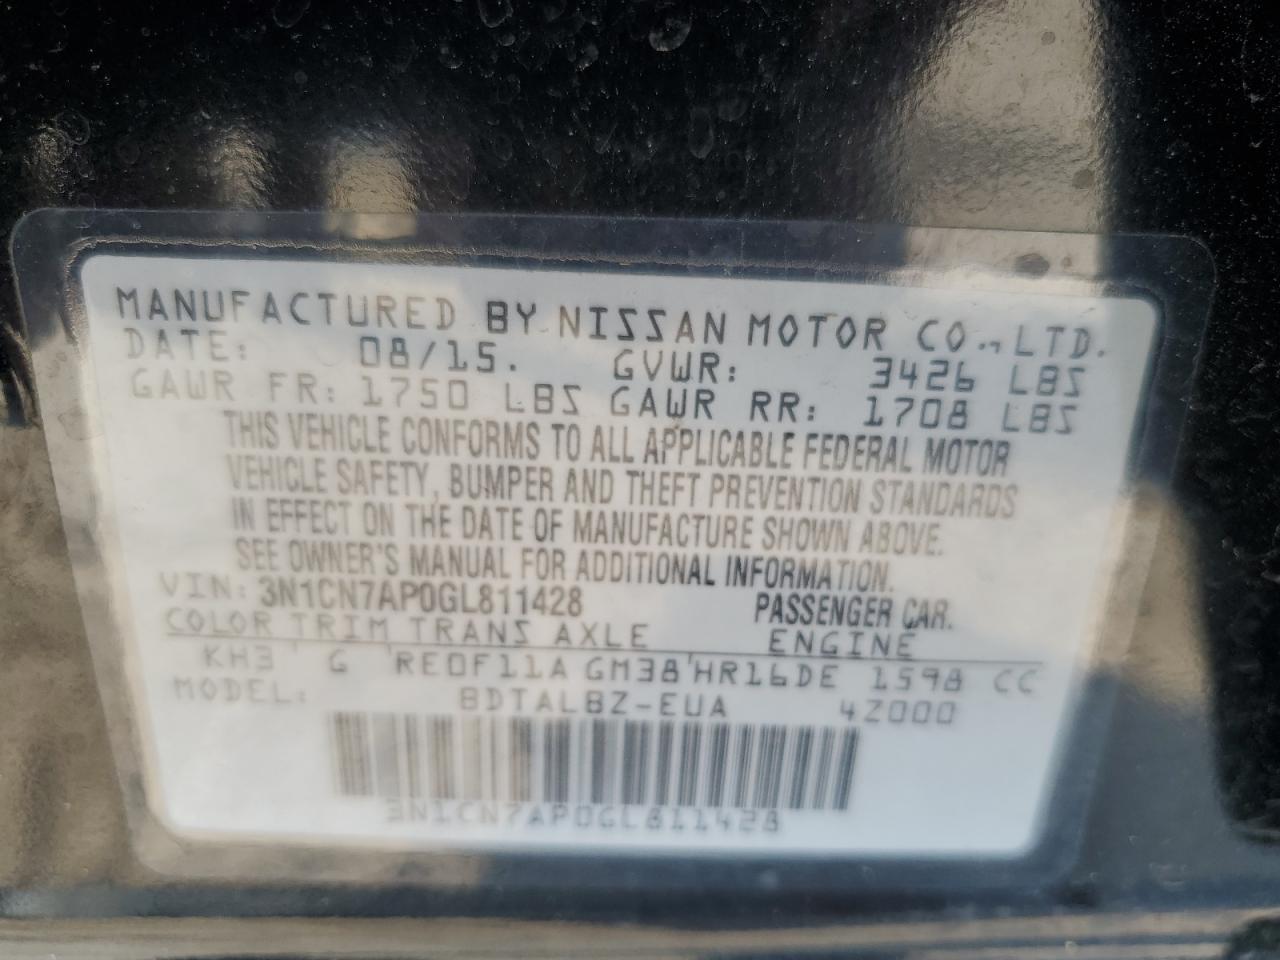 MANUFACTURED BY NISSAN MOTOR CO., LTD.
DATE: 08/15. GVWR: 3426 LBS
GAWR FR: 1750 LBS GAWR RR: 1708 LBS
THIS VEHICLE CONFORMS TO ALL APPLICABLE FEDERAL MOTOR
VEHICLE SAFETY, BUMPER AND THEFT PREVENTION STANDARDS
IN EFFECT ON THE DATE OF MANUFACTURE SHOWN ABOVE.
SEE OWNER'S MANUAL FOR ADDITIONAL INFORMATION.
VIN: 3N1CN7AP0GL811428 PASSENGER CAR.
COLOR TRIM TRANS AXLE ENGINE
KH3 G RE0F11A GM38 HR16DE 1598 CC
MODEL: BDTALBZ-EUA 4Z000
3N1CN7AP0GL811428